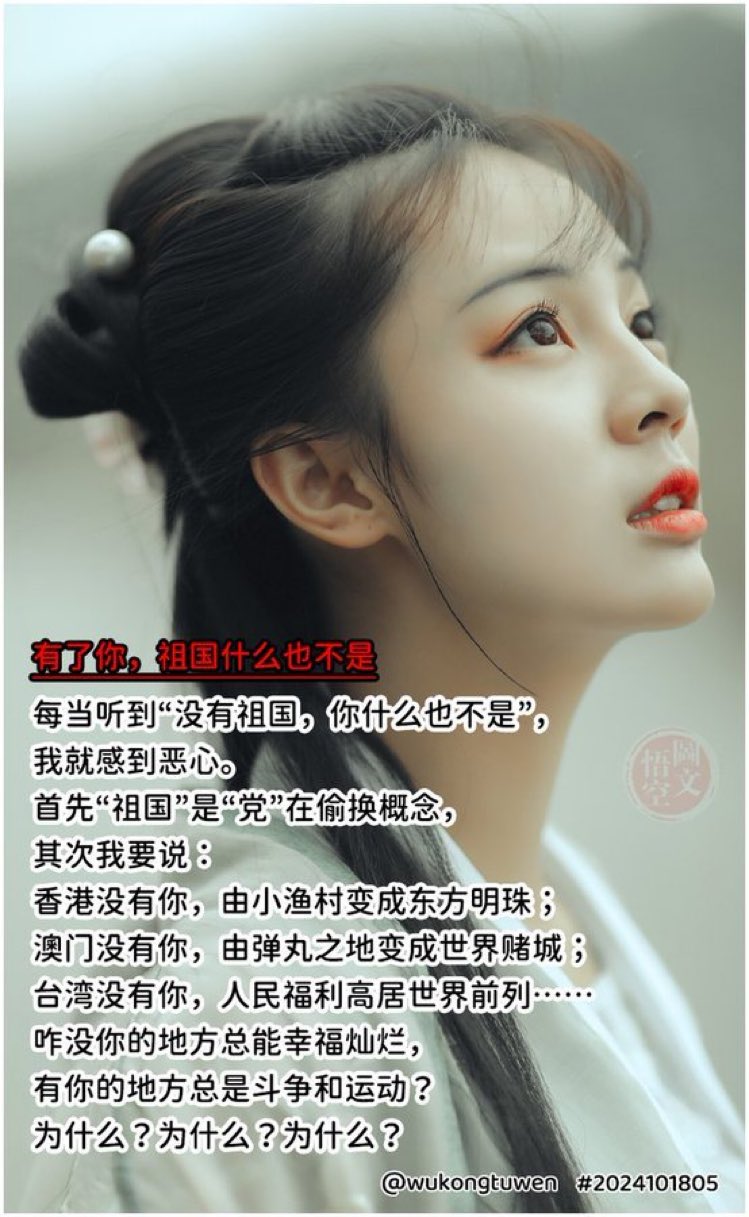 有了你，祖国什么也不是
每当听到“没有祖国，你什么也不是”，
我就感到恶心。
首先“祖国”是“党”在偷换概念，
其次我要说：
香港没有你，由小渔村变成东方明珠；
澳门没有你，由弹丸之地变成世界赌城；
台湾没有你，人民福利高居世界前列……
咋没你的地方总能幸福灿烂，
有你的地方总是斗争和运动？
为什么？为什么？为什么？
悟空圖文
@wukongtuwen #2024101805